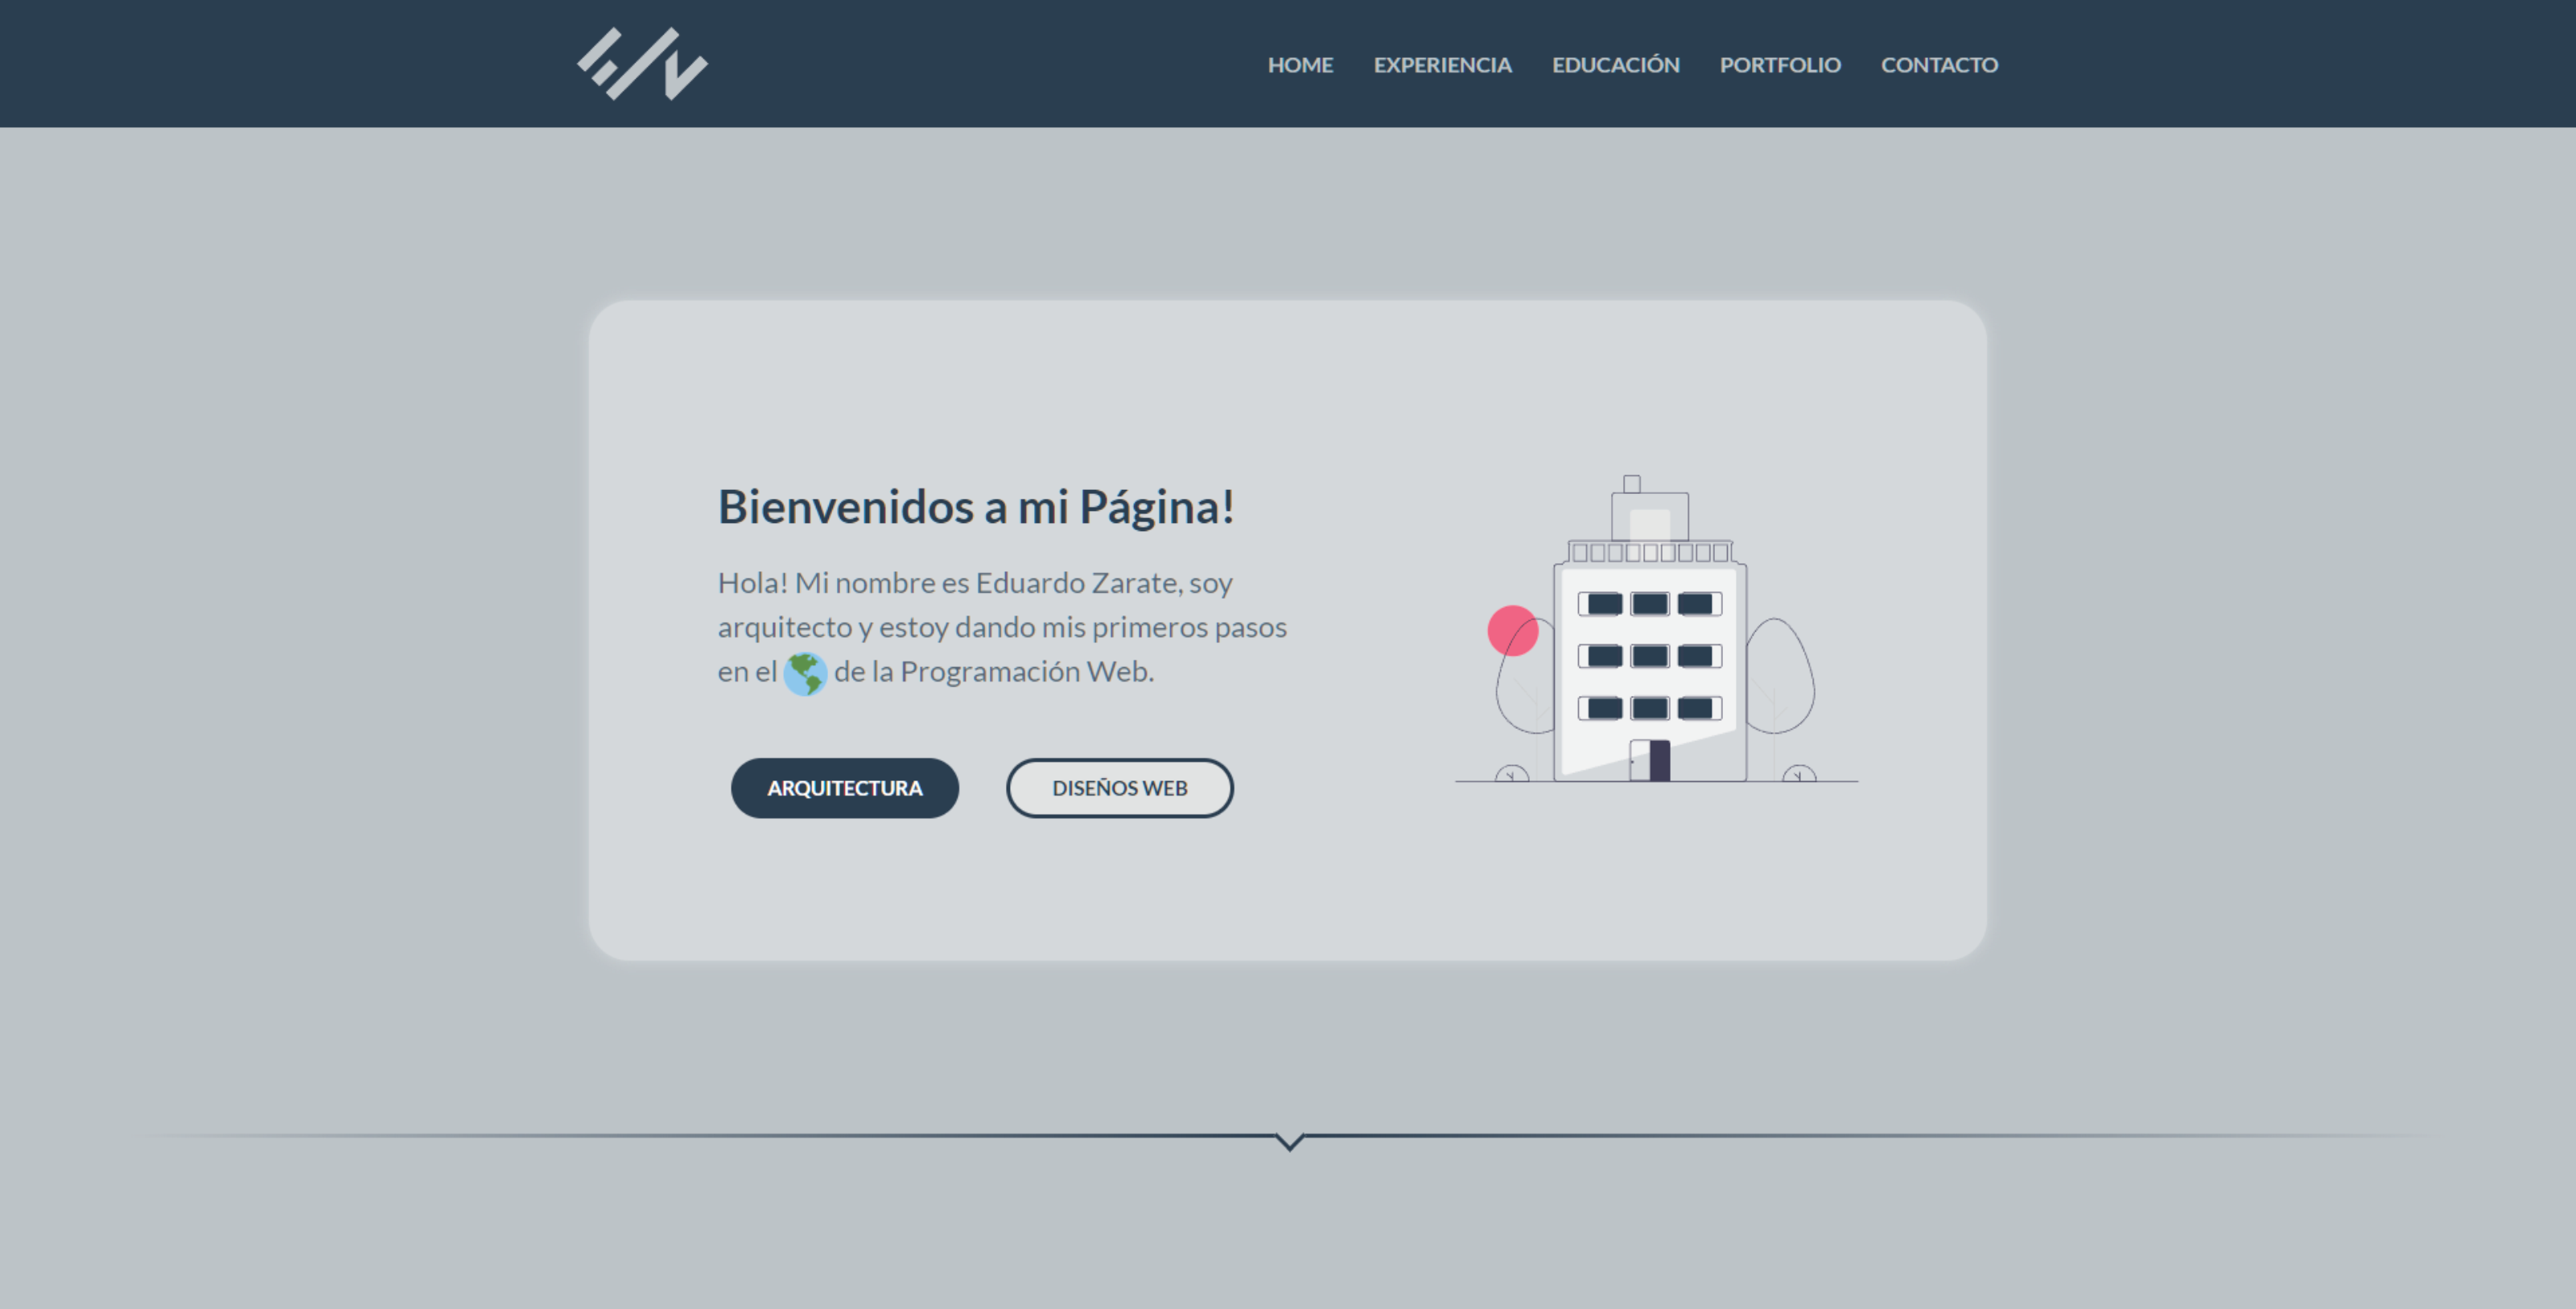 HOME EXPERIENCIA EDUCACIÓN PORTFOLIO CONTACTO
Bienvenidos a mi Página!
Hola! Mi nombre es Eduardo Zarate, soy
arquitecto y estoy dando mis primeros pasos
en el 🌎 de la Programación Web.
ARQUITECTURA DISEÑOS WEB